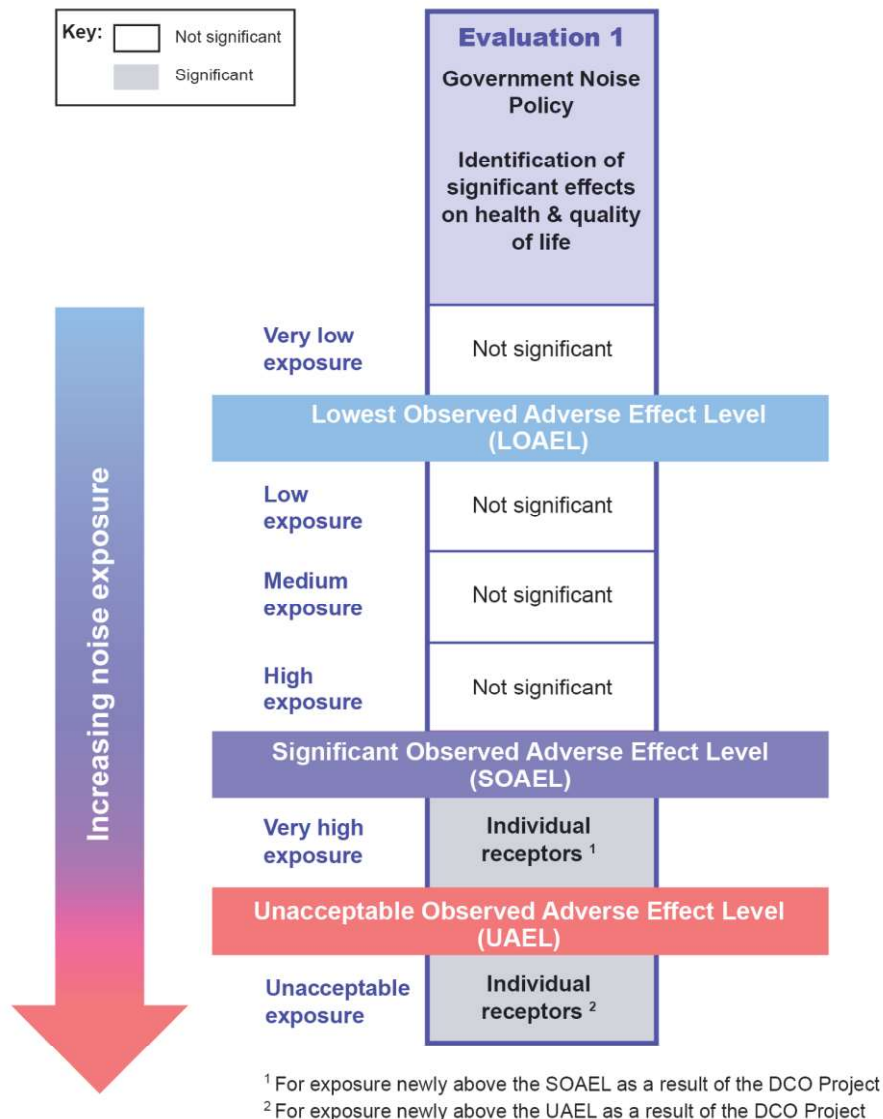 Key:
Not significant
Significant
Evaluation 1
Government Noise
Policy
Identification of
significant effects
on health & quality
of life
Increasing noise exposure
Very low
exposure
Not significant
Lowest Observed Adverse Effect Level
(LOAEL)
Low
exposure
Not significant
Medium
exposure
Not significant
High
exposure
Not significant
Significant Observed Adverse Effect Level
(SOAEL)
Very high
exposure
Individual
receptors ¹
Unacceptable Observed Adverse Effect Level
(UAEL)
Unacceptable
exposure
Individual
receptors ²
¹ For exposure newly above the SOAEL as a result of the DCO Project
² For exposure newly above the UAEL as a result of the DCO Project